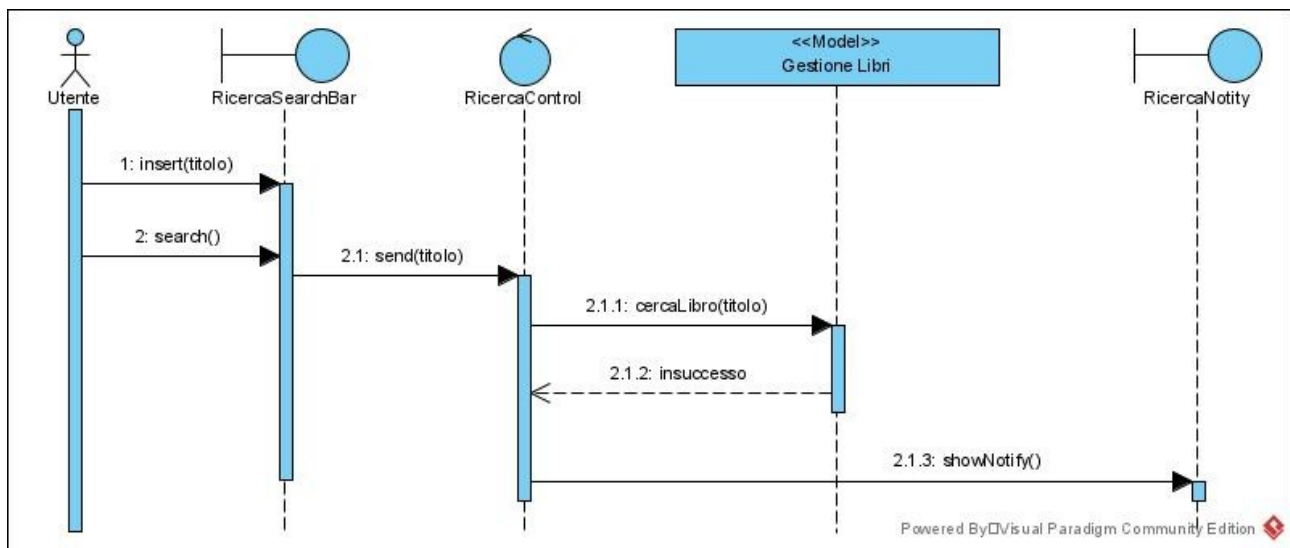 <<Model>>
Gestione Libri
Utente
RicercaSearchBar
RicercaControl
RicercaNotity
1: insert(titolo)
2: search()
2.1: send(titolo)
2.1.1: cercaLibro(titolo)
2.1.2: insuccesso
2.1.3: showNotify()
Powered By□Visual Paradigm Community Edition